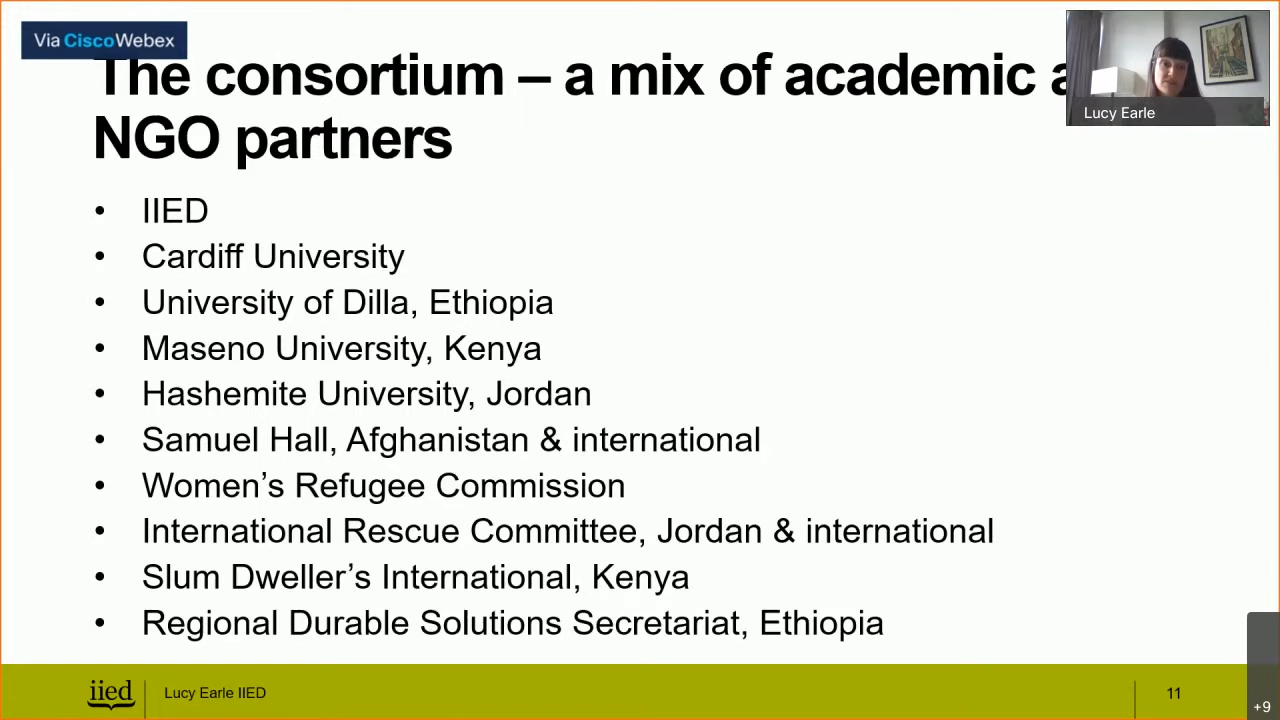 Via CiscoWebex
The consortium – a mix of academic a
NGO partners
Lucy Earle
• IIED
• Cardiff University
• University of Dilla, Ethiopia
• Maseno University, Kenya
• Hashemite University, Jordan
• Samuel Hall, Afghanistan & international
• Women’s Refugee Commission
• International Rescue Committee, Jordan & international
• Slum Dweller’s International, Kenya
• Regional Durable Solutions Secretariat, Ethiopia
iied
Lucy Earle IIED
11
+9